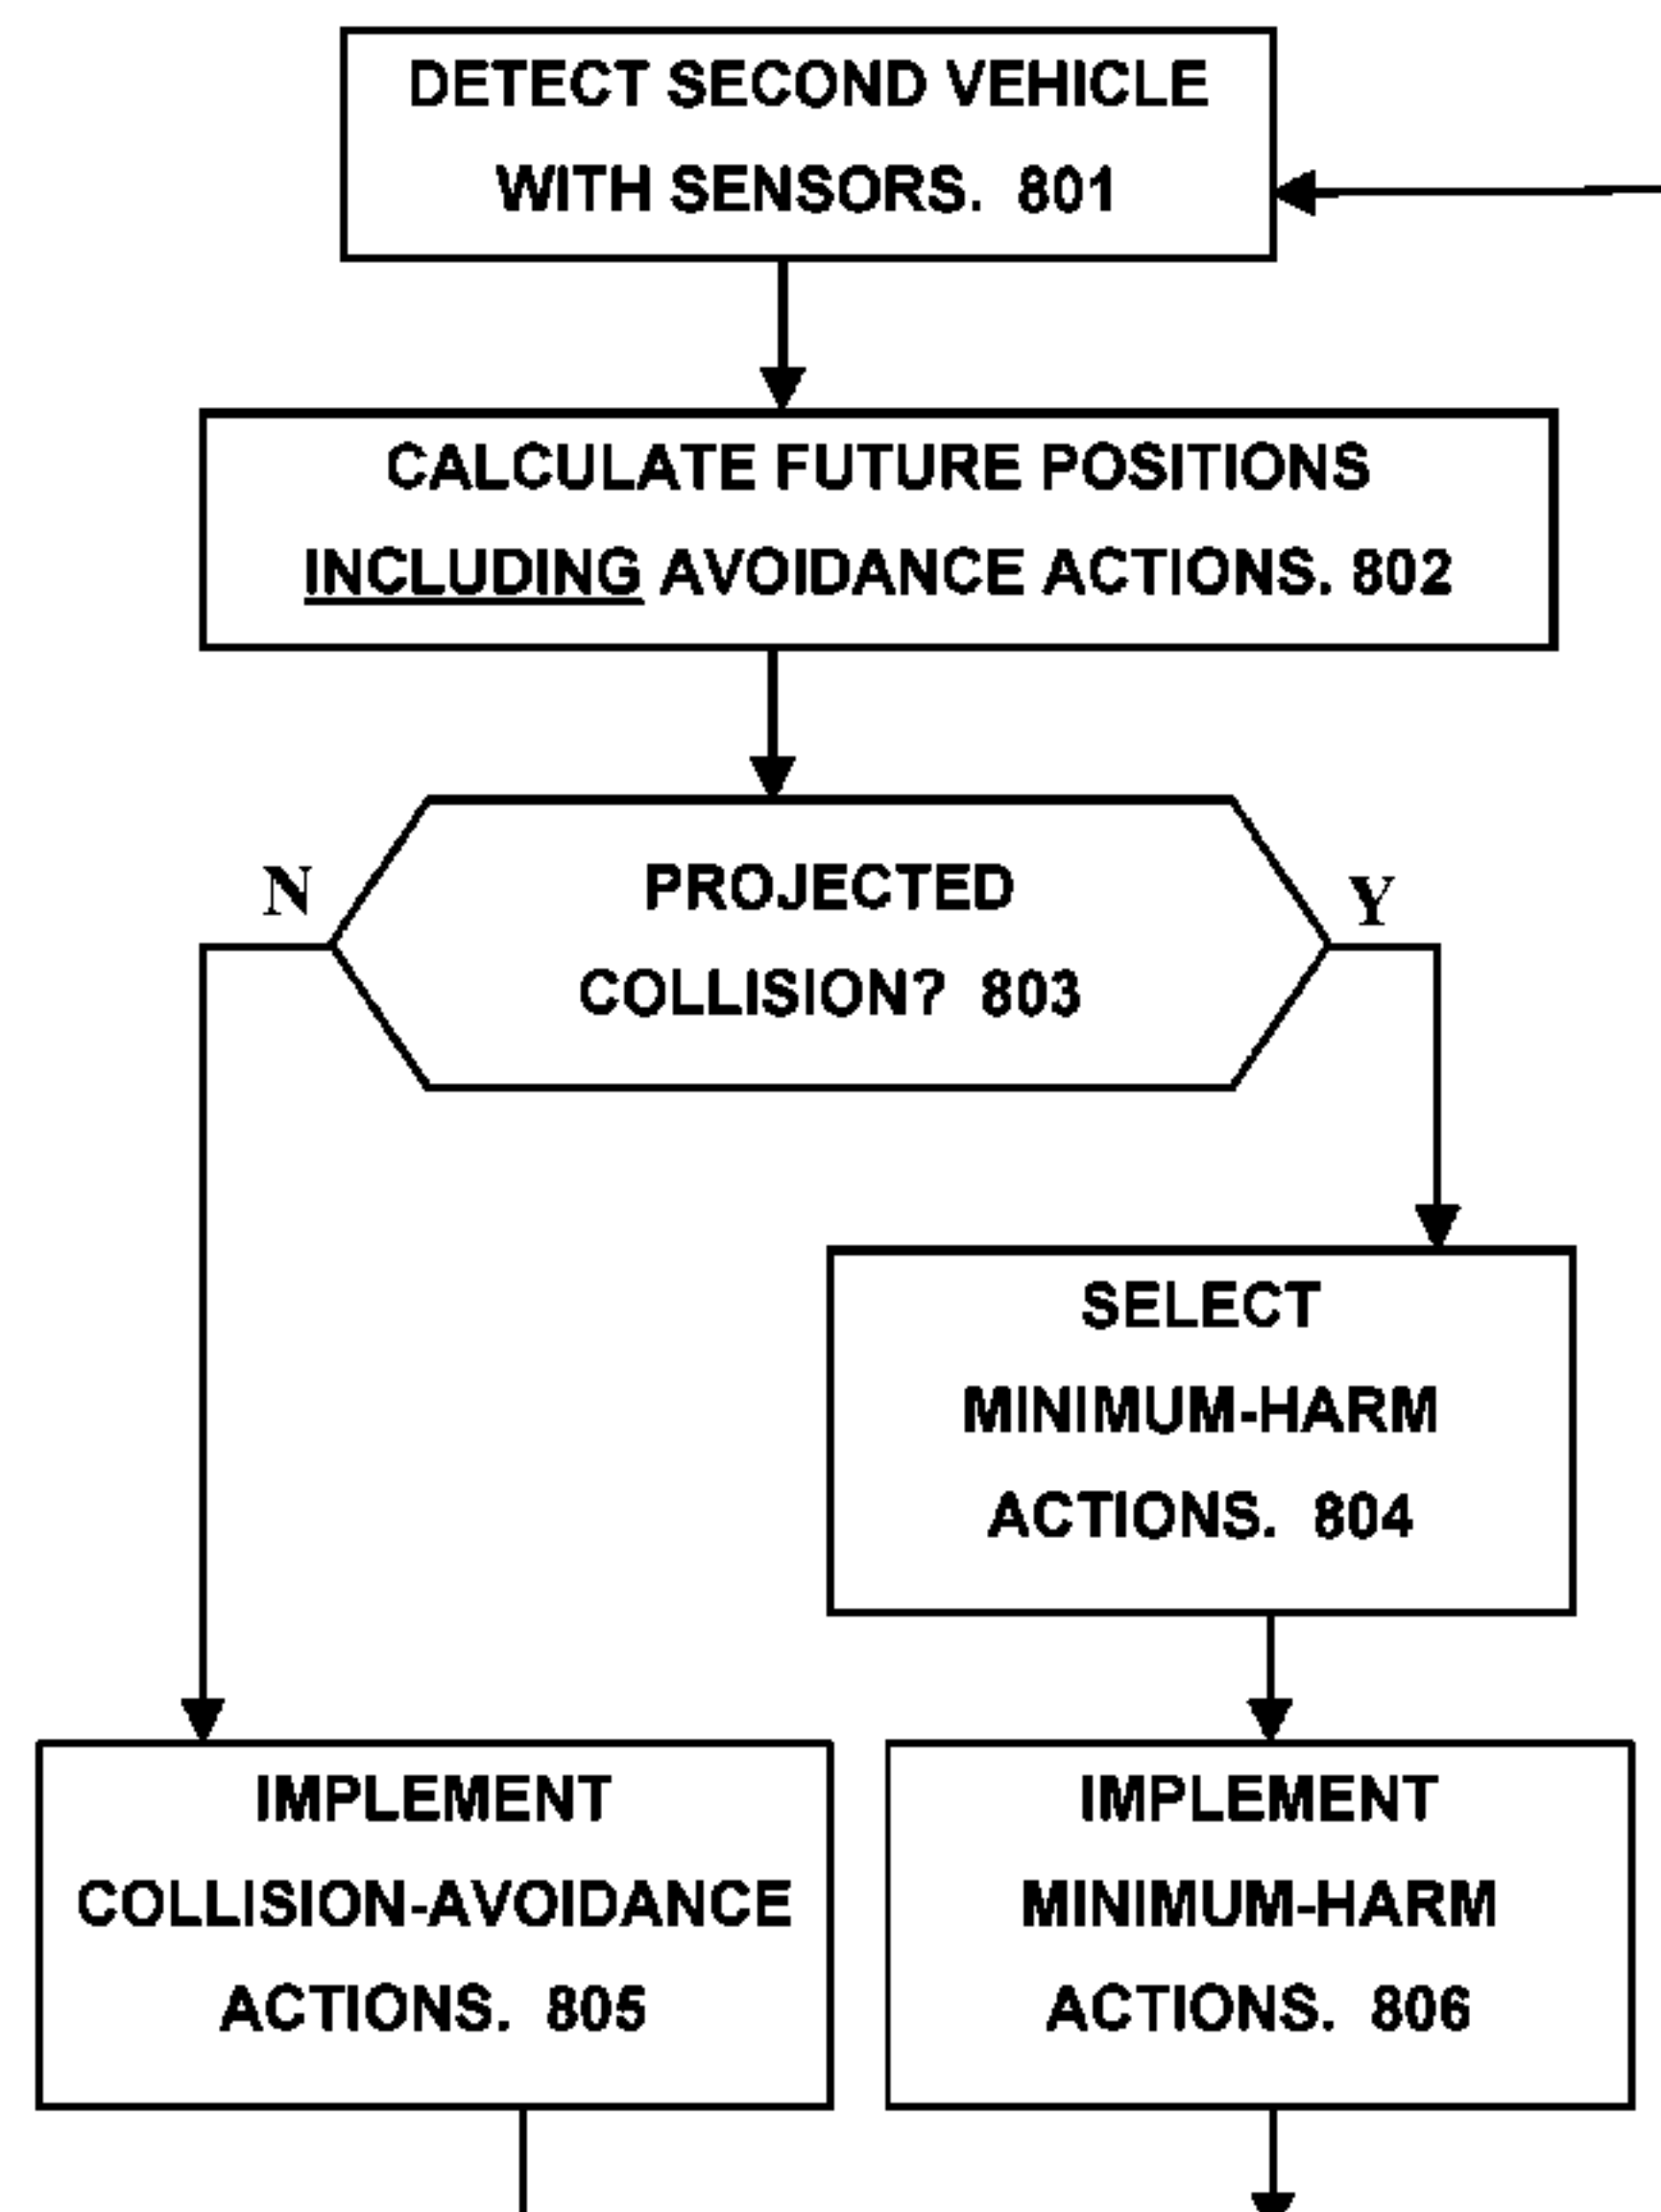 DETECT SECOND VEHICLE
WITH SENSORS. 801
CALCULATE FUTURE POSITIONS
INCLUDING AVOIDANCE ACTIONS. 802
PROJECTED
COLLISION? 803
N
Y
SELECT
MINIMUM-HARM
ACTIONS. 804
IMPLEMENT
COLLISION-AVOIDANCE
ACTIONS. 805
IMPLEMENT
MINIMUM-HARM
ACTIONS. 806